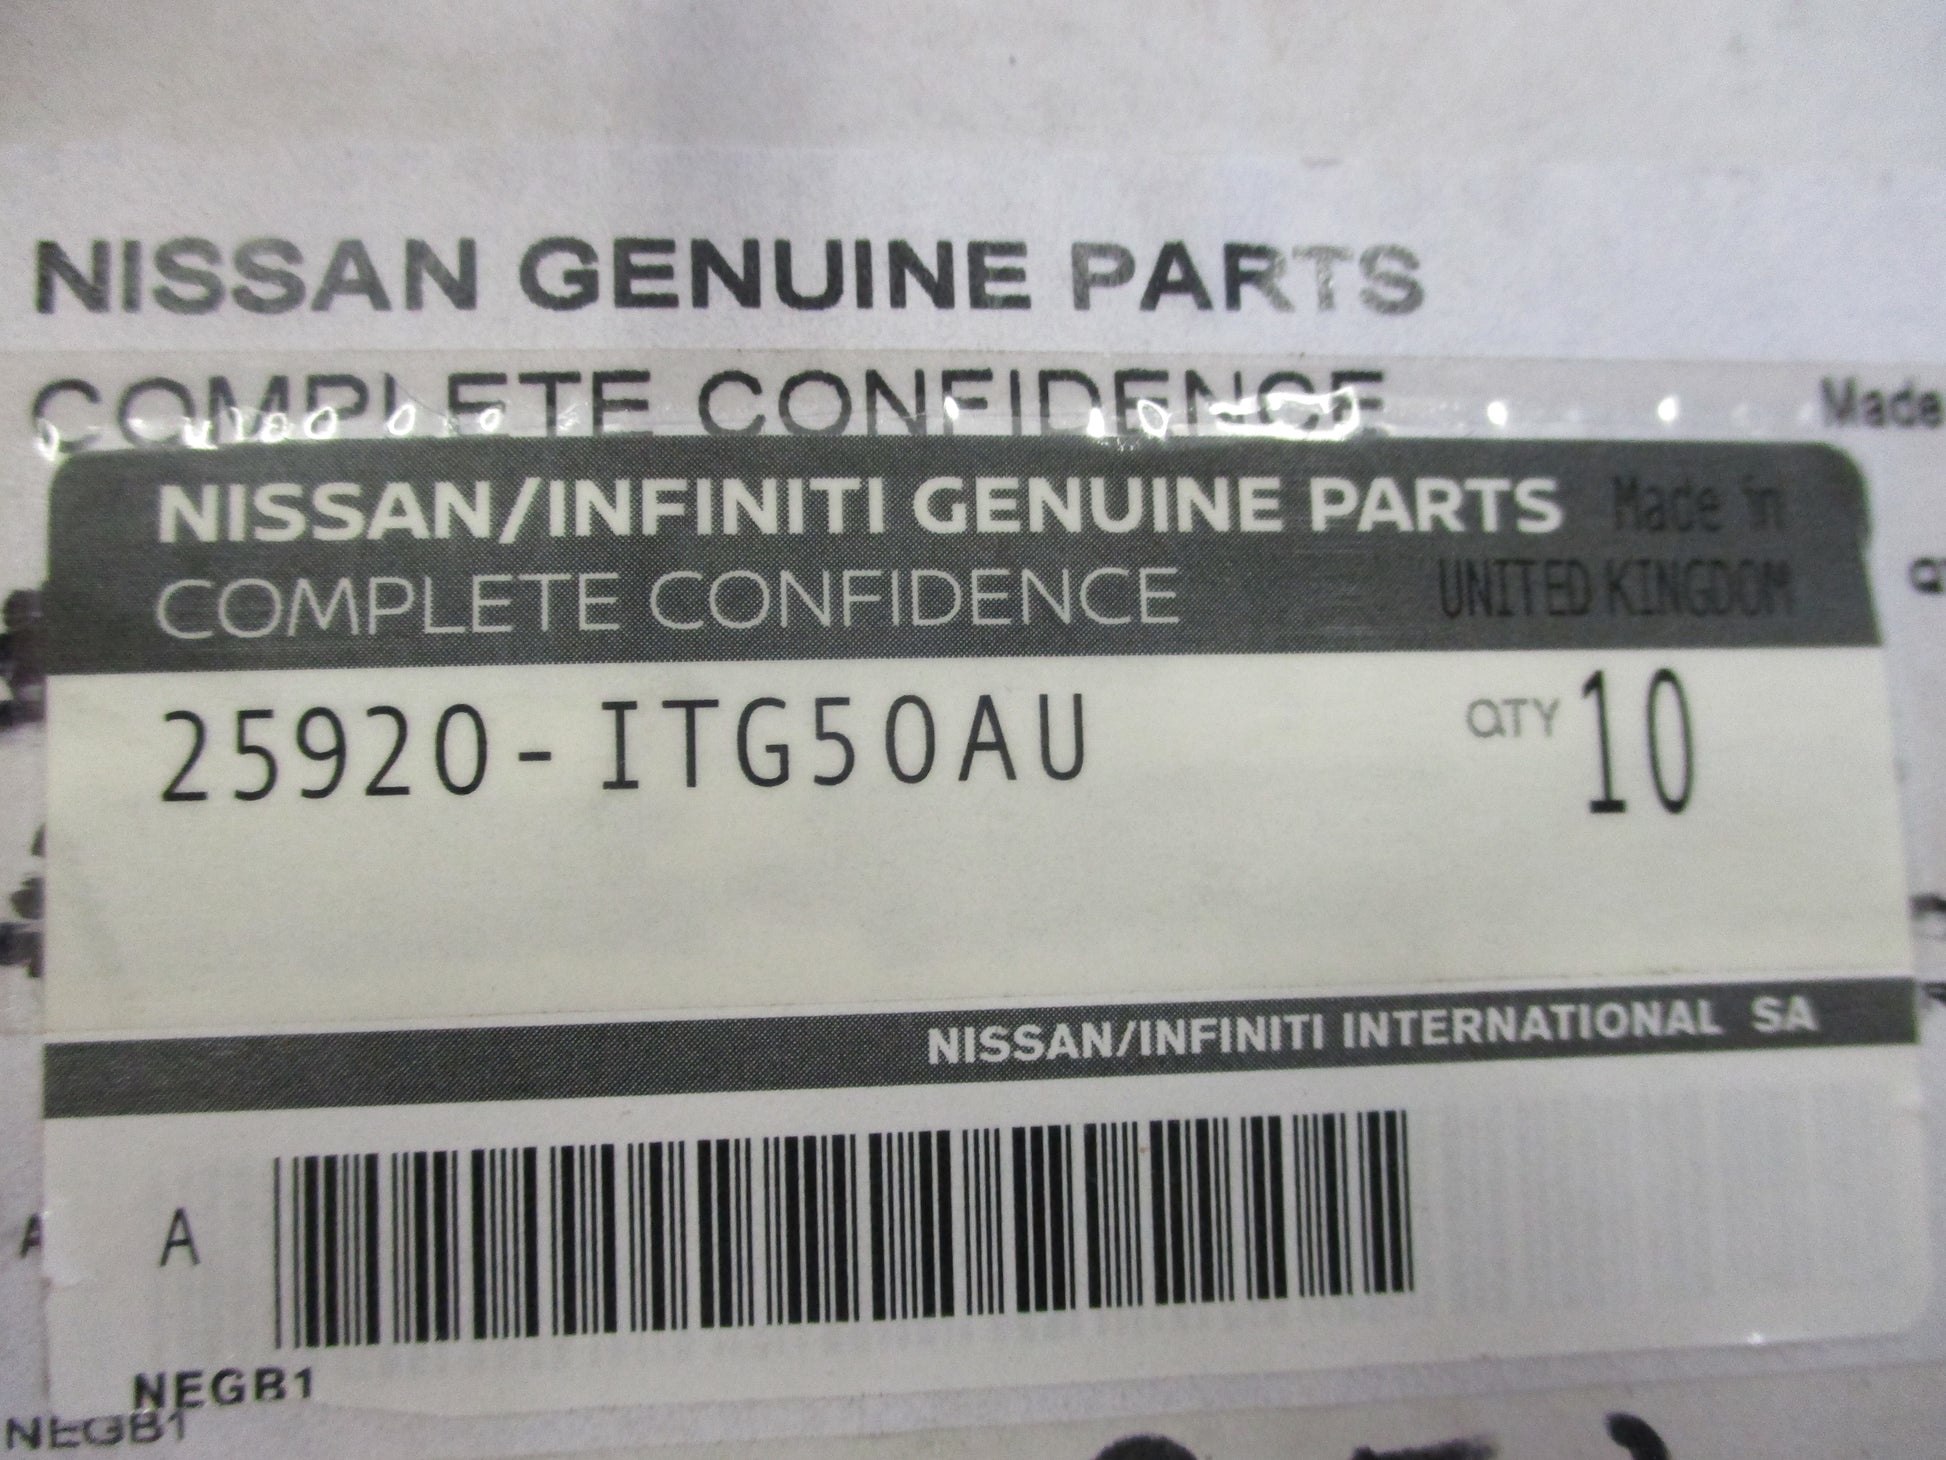 NISSAN GENUINE PARTS
COMPLETE CONFIDENCE Made
NISSAN/INFINITI GENUINE PARTS Made in
COMPLETE CONFIDENCE UNITED KINGDOM
25920-ITG50AU QTY 10
NISSAN/INFINITI INTERNATIONAL SA
A
NEGB1
NEGB1